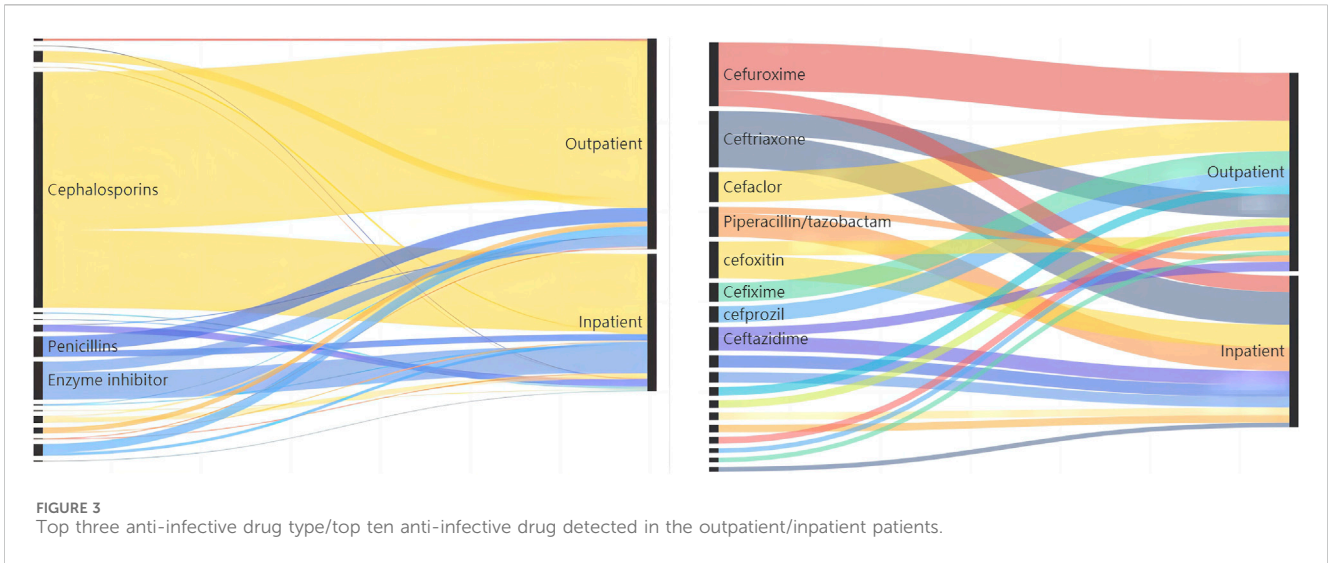 Outpatient
Cephalosporins
Inpatient
Penicillins
Enzyme inhibitor
Cefuroxime
Ceftriaxone
Outpatient
Cefaclor
Piperacillin/tazobactam
cefoxitin
Cefixime
cefprozil
Ceftazidime
Inpatient
FIGURE 3
Top three anti-infective drug type/top ten anti-infective drug detected in the outpatient/inpatient patients.